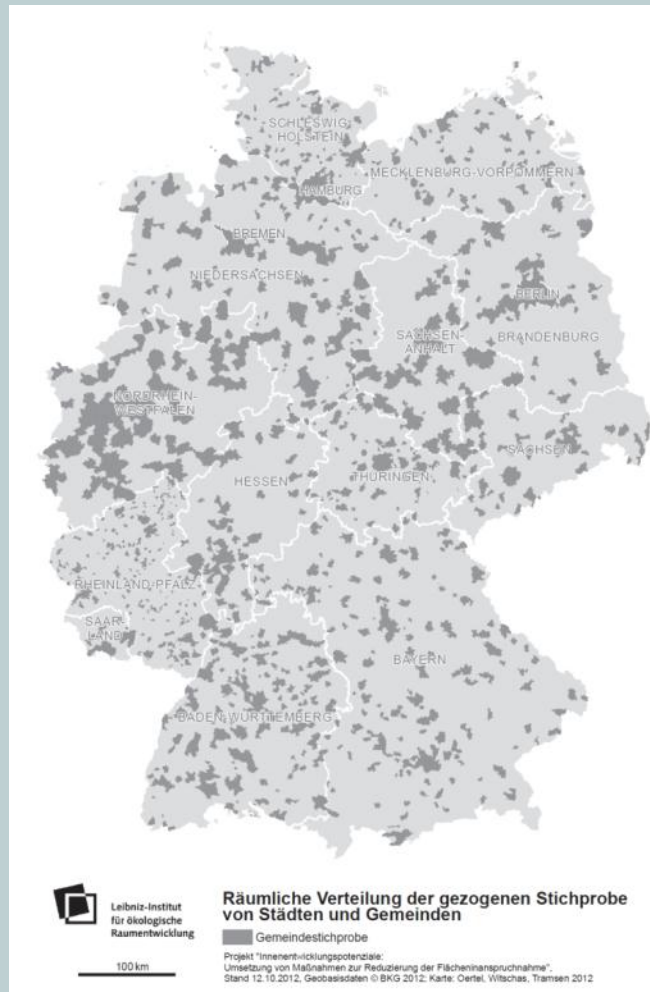 SCHLESWIG-
HOLSTEIN
MECKLENBURG-VORPOMMERN
HAMBURG
BREMEN
NIEDERSACHSEN
BERLIN
SACHSEN-
ANHALT
BRANDENBURG
NORDRHEIN-
WESTFALEN
SACHSEN
HESSEN
THÜRINGEN
RHEINLAND-PFALZ
SAAR-
LAND
BAYERN
BADEN-WÜRTTEMBERG
Leibniz-Institut
für ökologische
Raumentwicklung
100 km
Räumliche Verteilung der gezogenen Stichprobe
von Städten und Gemeinden
Gemeindestichprobe
Projekt "Innenentwicklungspotenziale:
Umsetzung von Maßnahmen zur Reduzierung der Flächeninanspruchnahme",
Stand 12.10.2012, Geobasisdaten © BKG 2012; Karte: Oertel, Witschas, Tramsen 2012